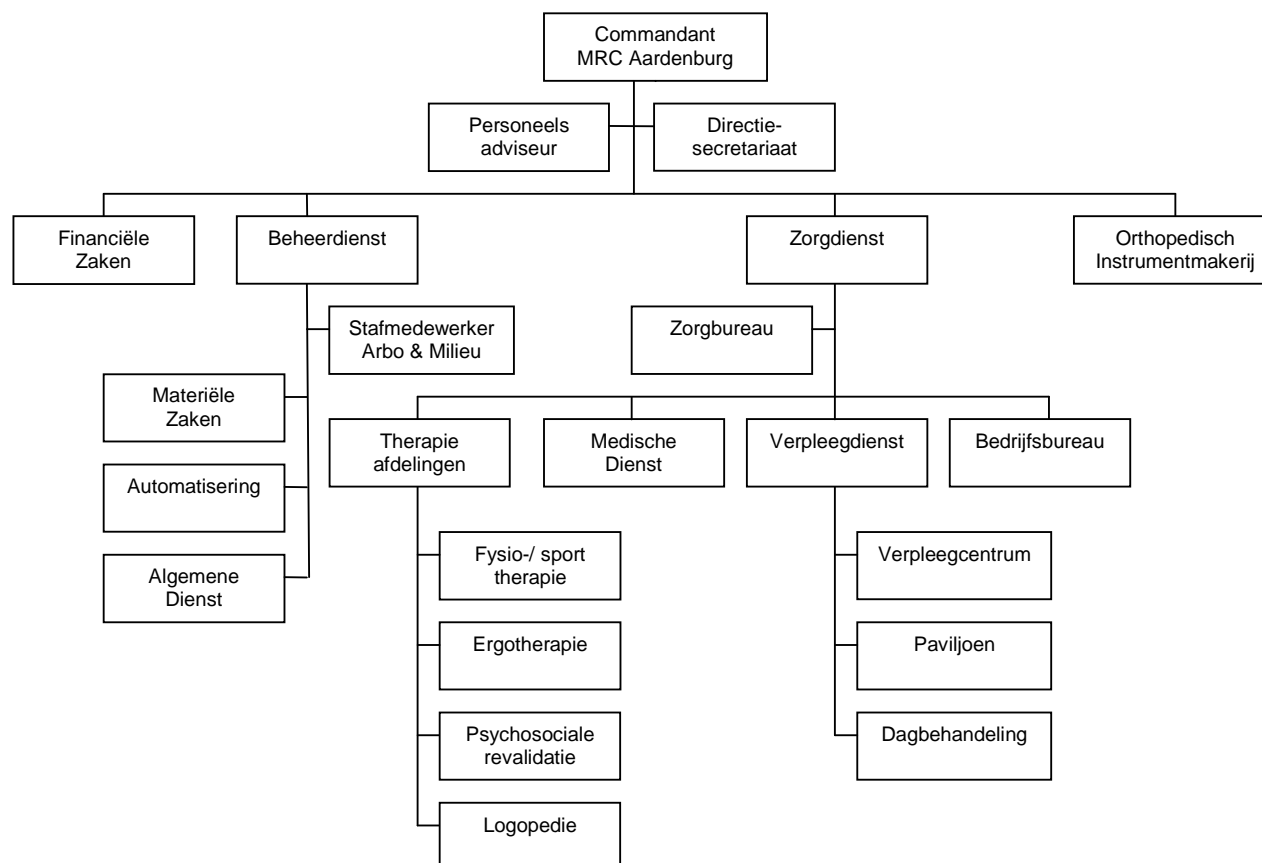 Commandant
MRC Aardenburg
Personeels
adviseur
Directie-
secretariaat
Financiële
Zaken
Beheerdienst
Zorgdienst
Orthopedisch
Instrumentmakerij
Stafmedewerker
Arbo & Milieu
Zorgbureau
Materiële
Zaken
Therapie
afdelingen
Medische
Dienst
Verpleegdienst
Bedrijfsbureau
Automatisering
Algemene
Dienst
Fysio-/ sport
therapie
Verpleegcentrum
Ergotherapie
Paviljoen
Psychosociale
revalidatie
Dagbehandeling
Logopedie